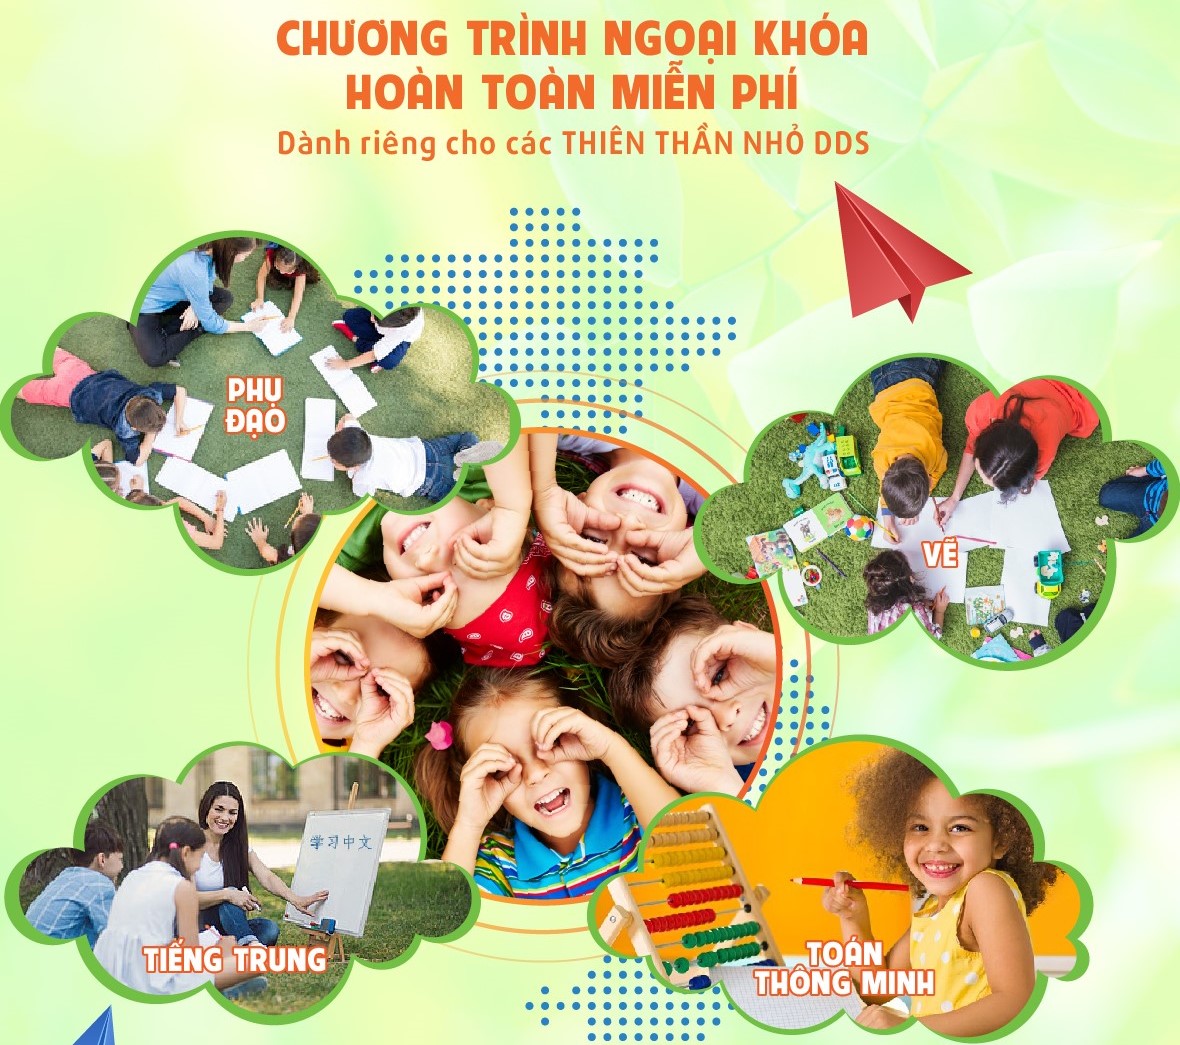 CHƯƠNG TRÌNH NGOẠI KHÓA
HOÀN TOÀN MIỄN PHÍ
Dành riêng cho các THIÊN THẦN NHỎ DDS
PHỤ
ĐẠO
VẼ
学习中文
TIẾNG TRUNG
TOÁN
THÔNG MINH